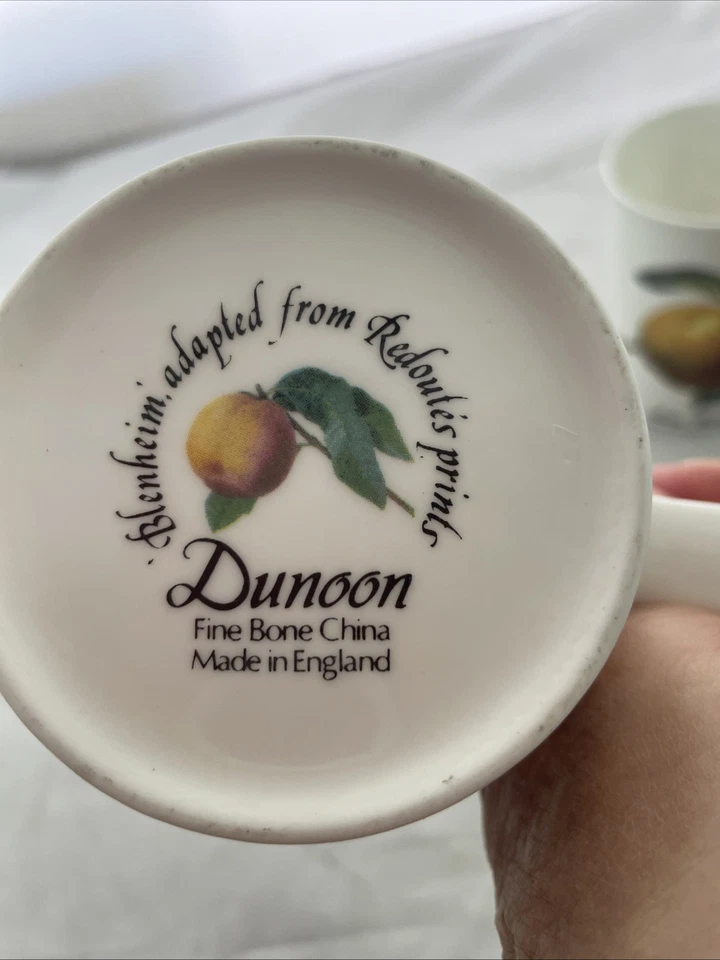 'Blenheim', adapted from Redouté's prints
Dunoon
Fine Bone China
Made in England